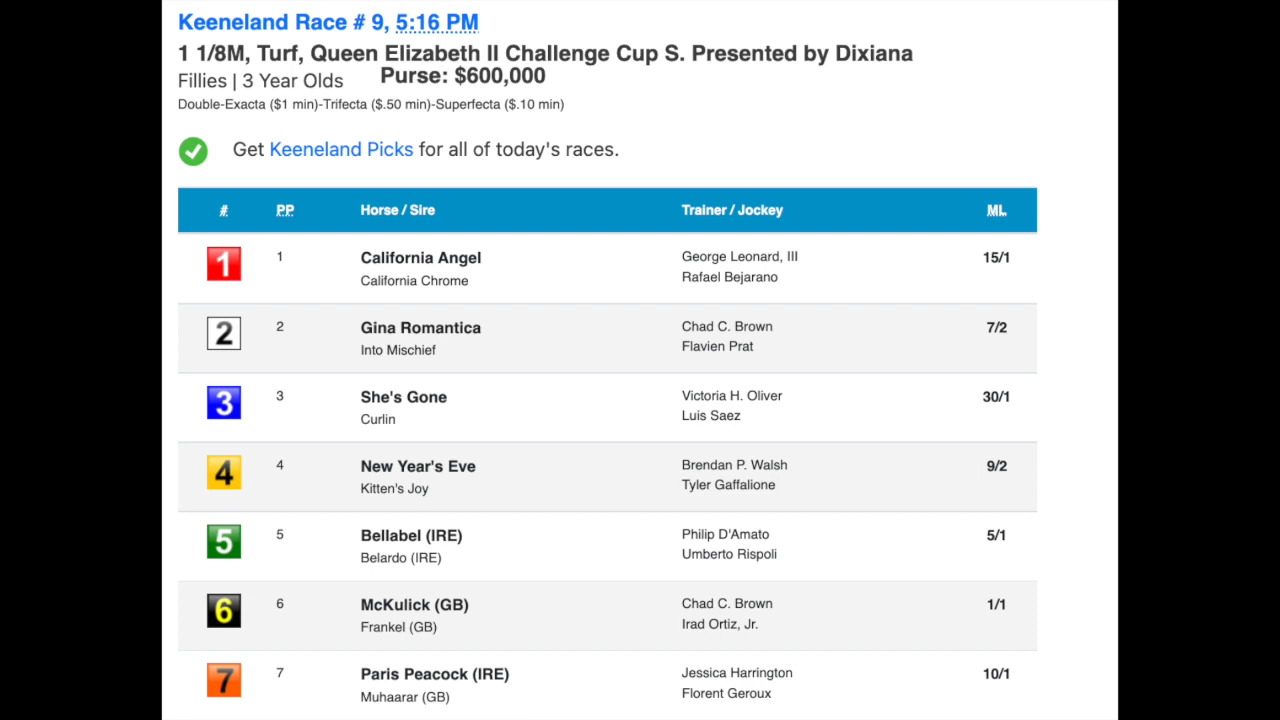 Keeneland Race # 9, 5:16 PM
1 1/8M, Turf, Queen Elizabeth II Challenge Cup S. Presented by Dixiana
Fillies | 3 Year Olds Purse: $600,000
Double-Exacta ($1 min)-Trifecta ($.50 min)-Superfecta ($.10 min)
Get Keeneland Picks for all of today's races.
# PP Horse / Sire Trainer / Jockey ML
1 1 California Angel George Leonard, III 15/1
California Chrome Rafael Bejarano
2 2 Gina Romantica Chad C. Brown 7/2
Into Mischief Flavien Prat
3 3 She's Gone Victoria H. Oliver 30/1
Curlin Luis Saez
4 4 New Year's Eve Brendan P. Walsh 9/2
Kitten's Joy Tyler Gaffalione
5 5 Bellabel (IRE) Philip D'Amato 5/1
Belardo (IRE) Umberto Rispoli
6 6 McKulick (GB) Chad C. Brown 1/1
Frankel (GB) Irad Ortiz, Jr.
7 7 Paris Peacock (IRE) Jessica Harrington 10/1
Muhaarar (GB) Florent Geroux